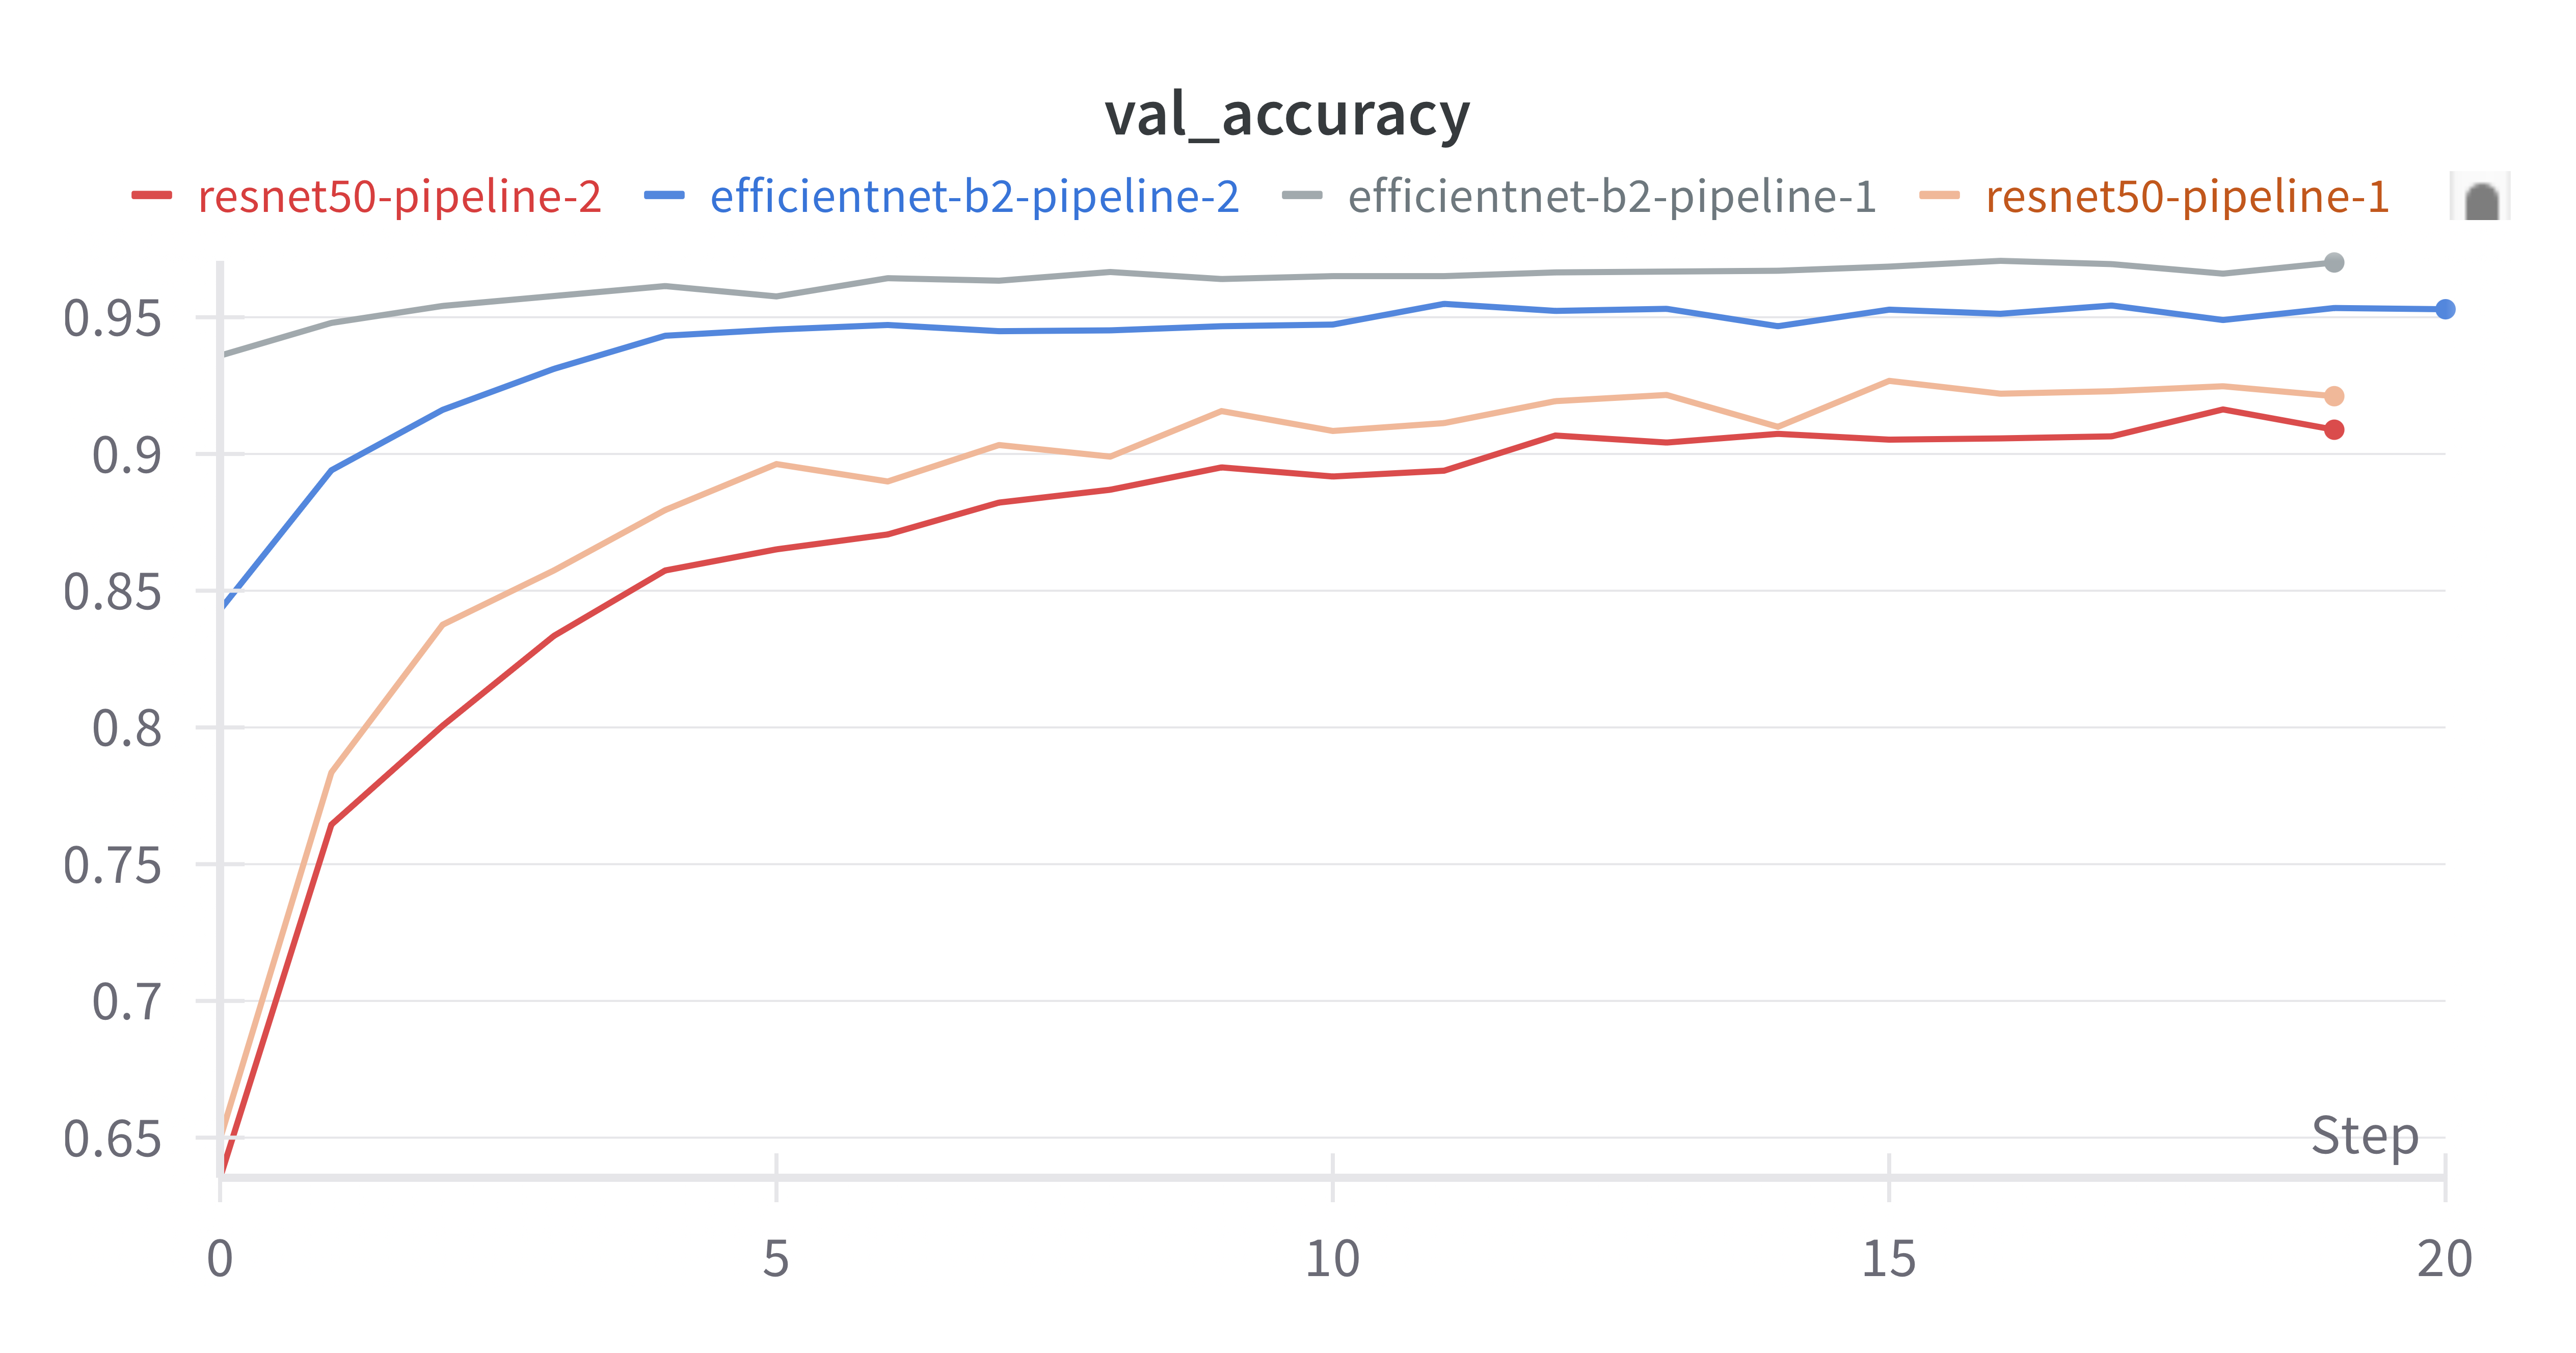 val_accuracy
resnet50-pipeline-2 efficientnet-b2-pipeline-2 efficientnet-b2-pipeline-1 resnet50-pipeline-1
0.95
0.9
0.85
0.8
0.75
0.7
0.65
Step
0 5 10 15 20